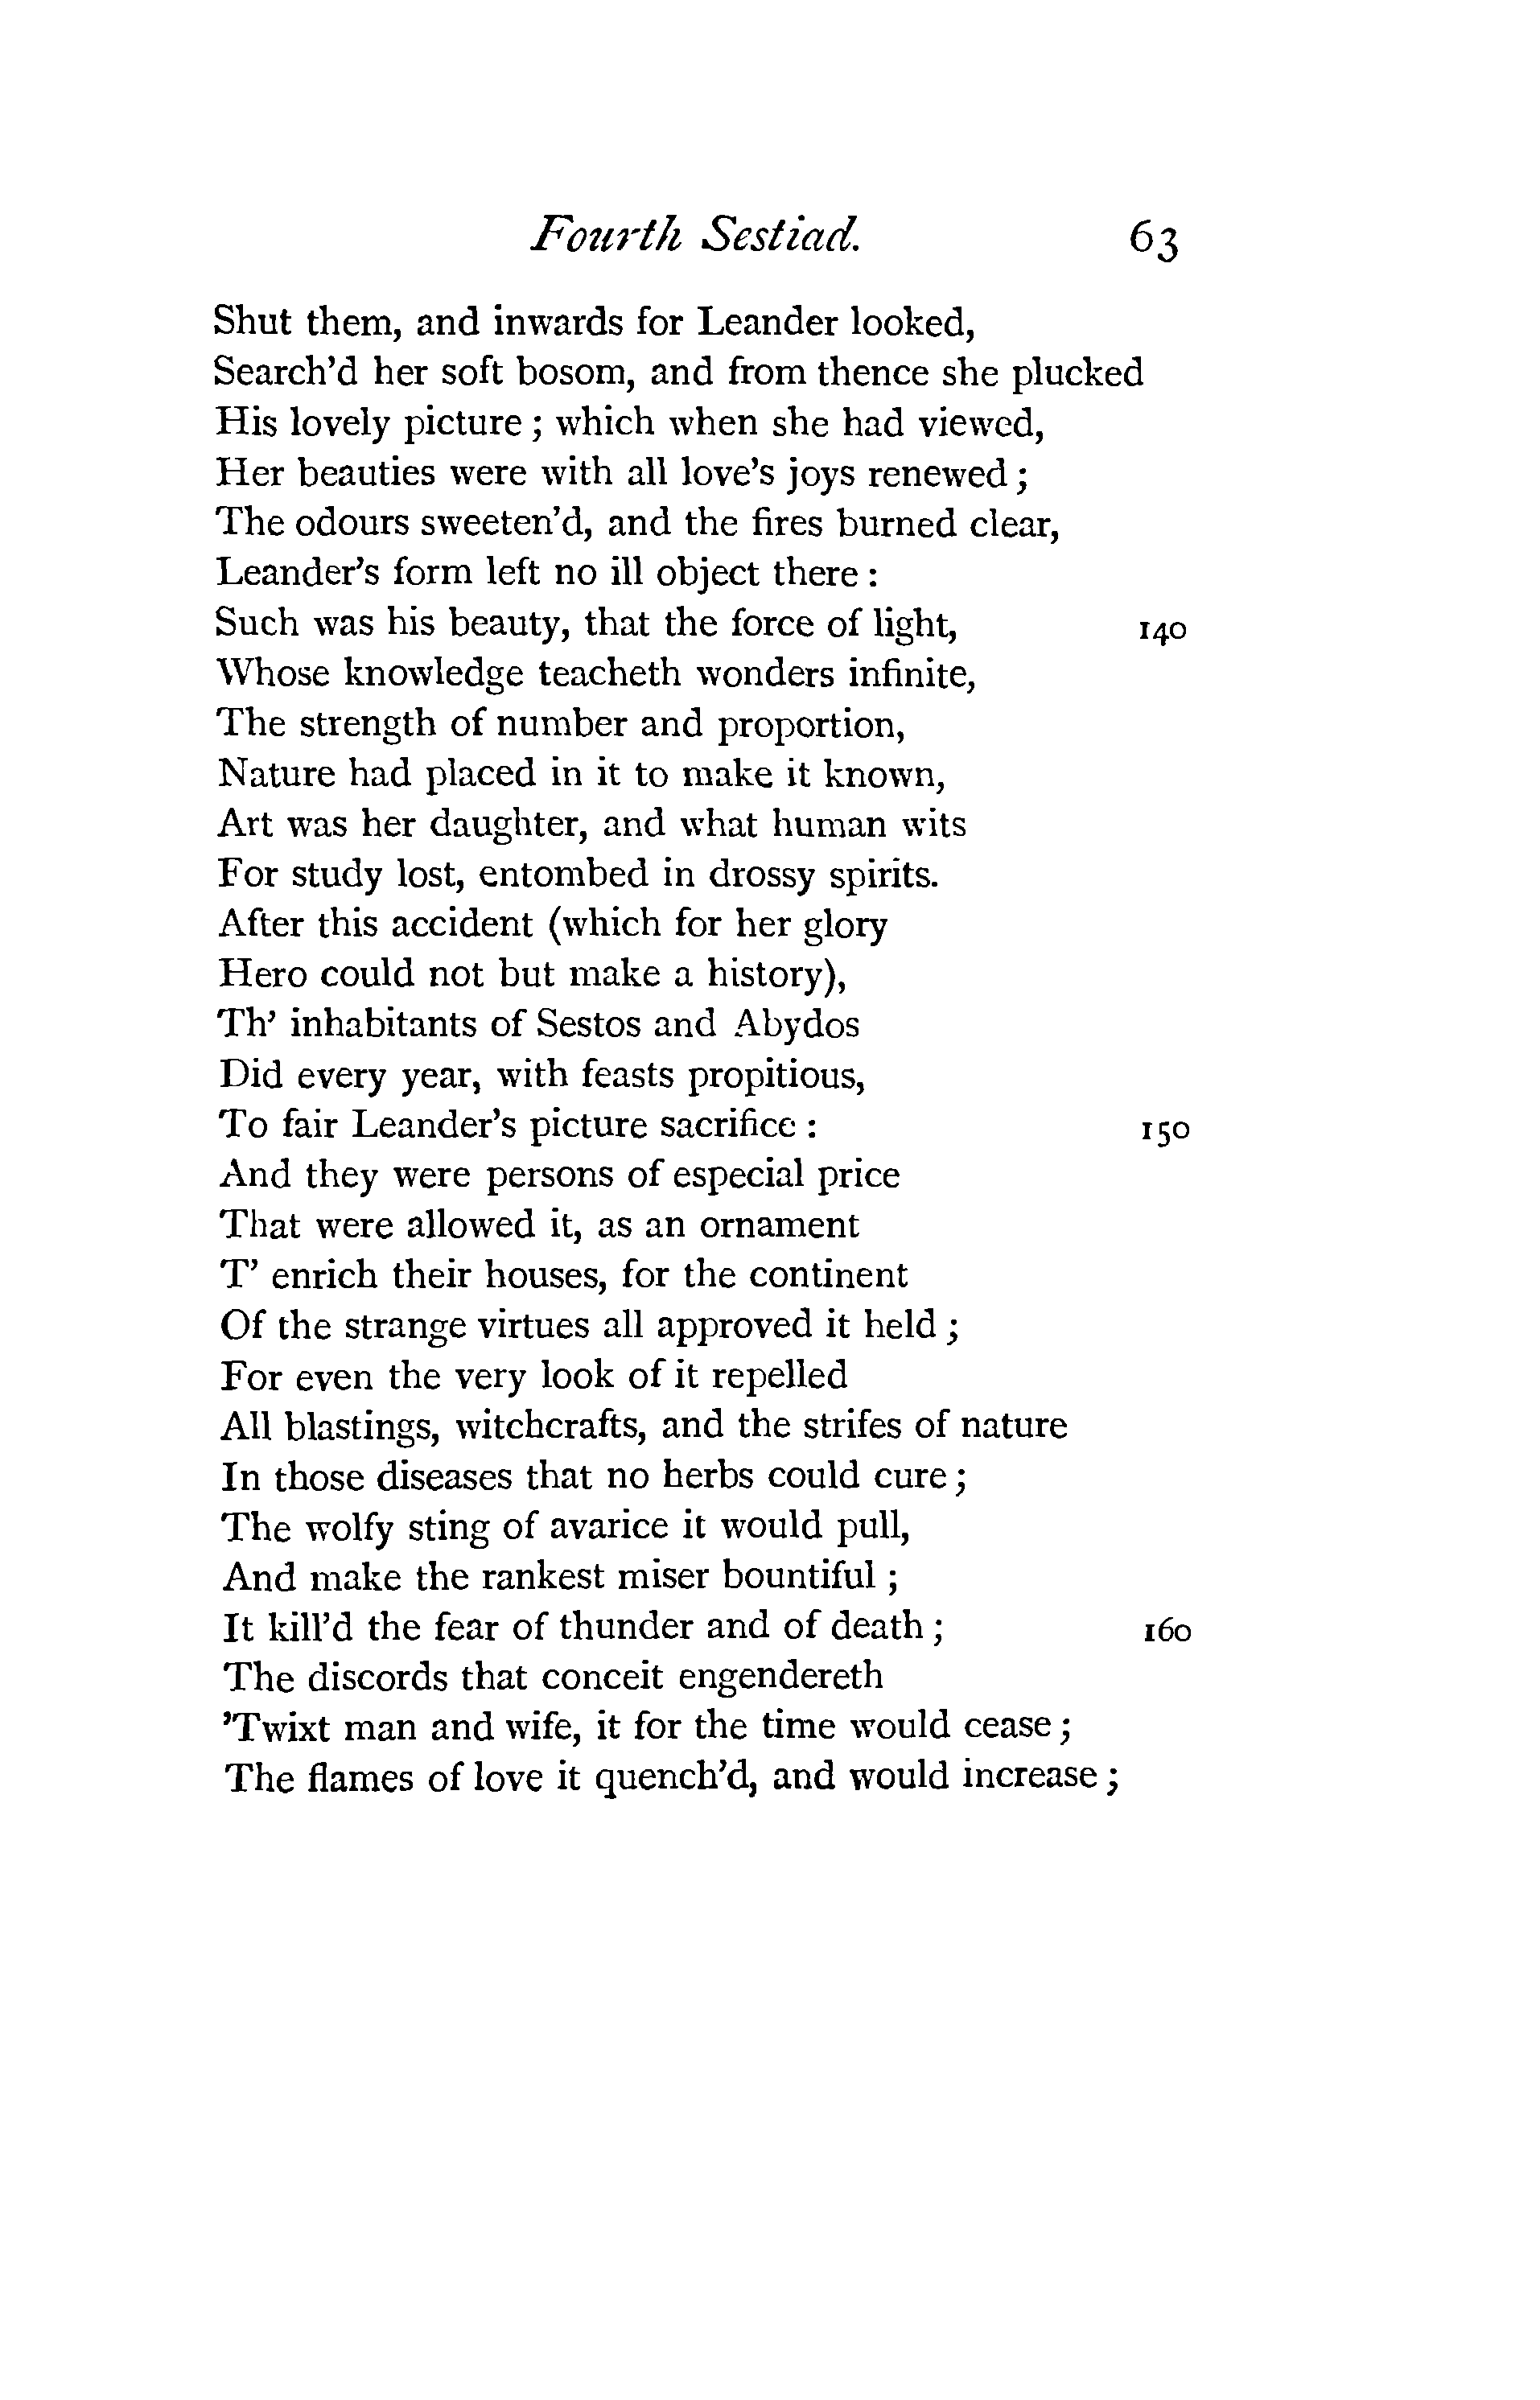 Fourth Sestiad. 63
Shut them, and inwards for Leander looked,
Search'd her soft bosom, and from thence she plucked
His lovely picture ; which when she had viewed,
Her beauties were with all love's joys renewed ;
The odours sweeten'd, and the fires burned clear,
Leander's form left no ill object there :
Such was his beauty, that the force of light, 140
Whose knowledge teacheth wonders infinite,
The strength of number and proportion,
Nature had placed in it to make it known,
Art was her daughter, and what human wits
For study lost, entombed in drossy spirits.
After this accident (which for her glory
Hero could not but make a history),
Th' inhabitants of Sestos and Abydos
Did every year, with feasts propitious,
To fair Leander's picture sacrifice : 150
And they were persons of especial price
That were allowed it, as an ornament
T' enrich their houses, for the continent
Of the strange virtues all approved it held ;
For even the very look of it repelled
All blastings, witchcrafts, and the strifes of nature
In those diseases that no herbs could cure ;
The wolfy sting of avarice it would pull,
And make the rankest miser bountiful ;
It kill'd the fear of thunder and of death ; 160
The discords that conceit engendereth
'Twixt man and wife, it for the time would cease ;
The flames of love it quench'd, and would increase ;